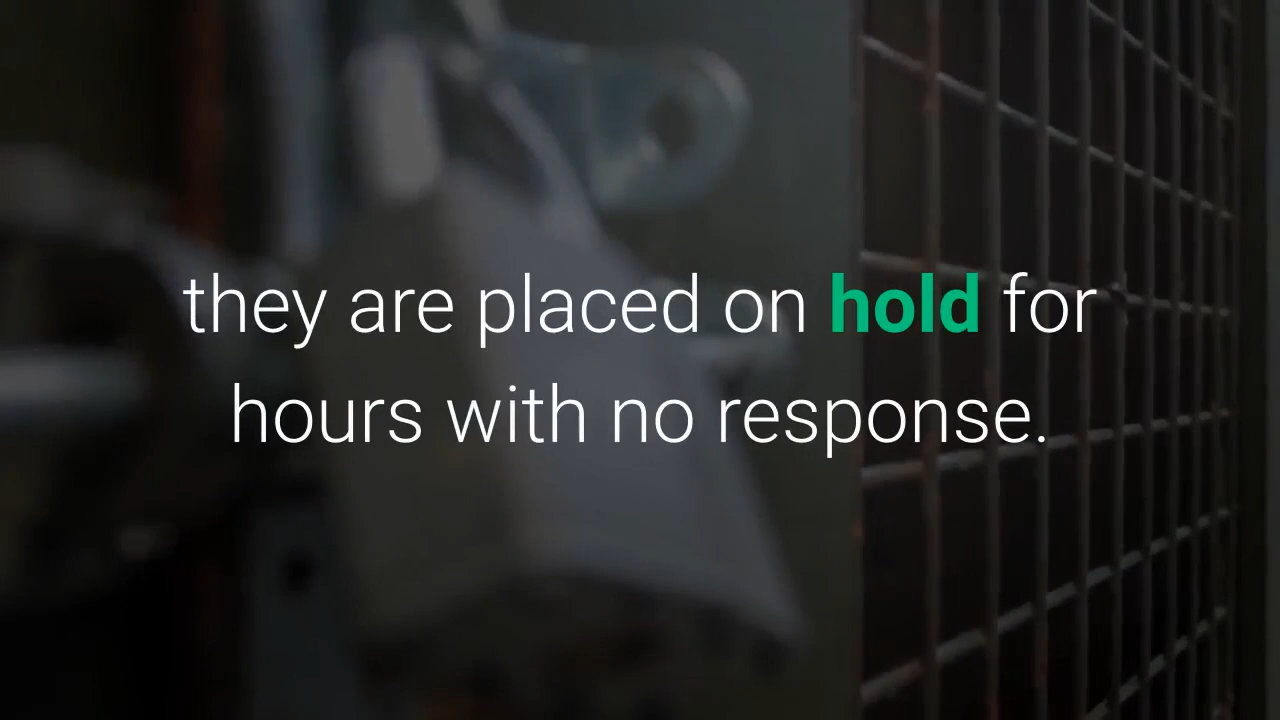 they are placed on hold for
hours with no response.